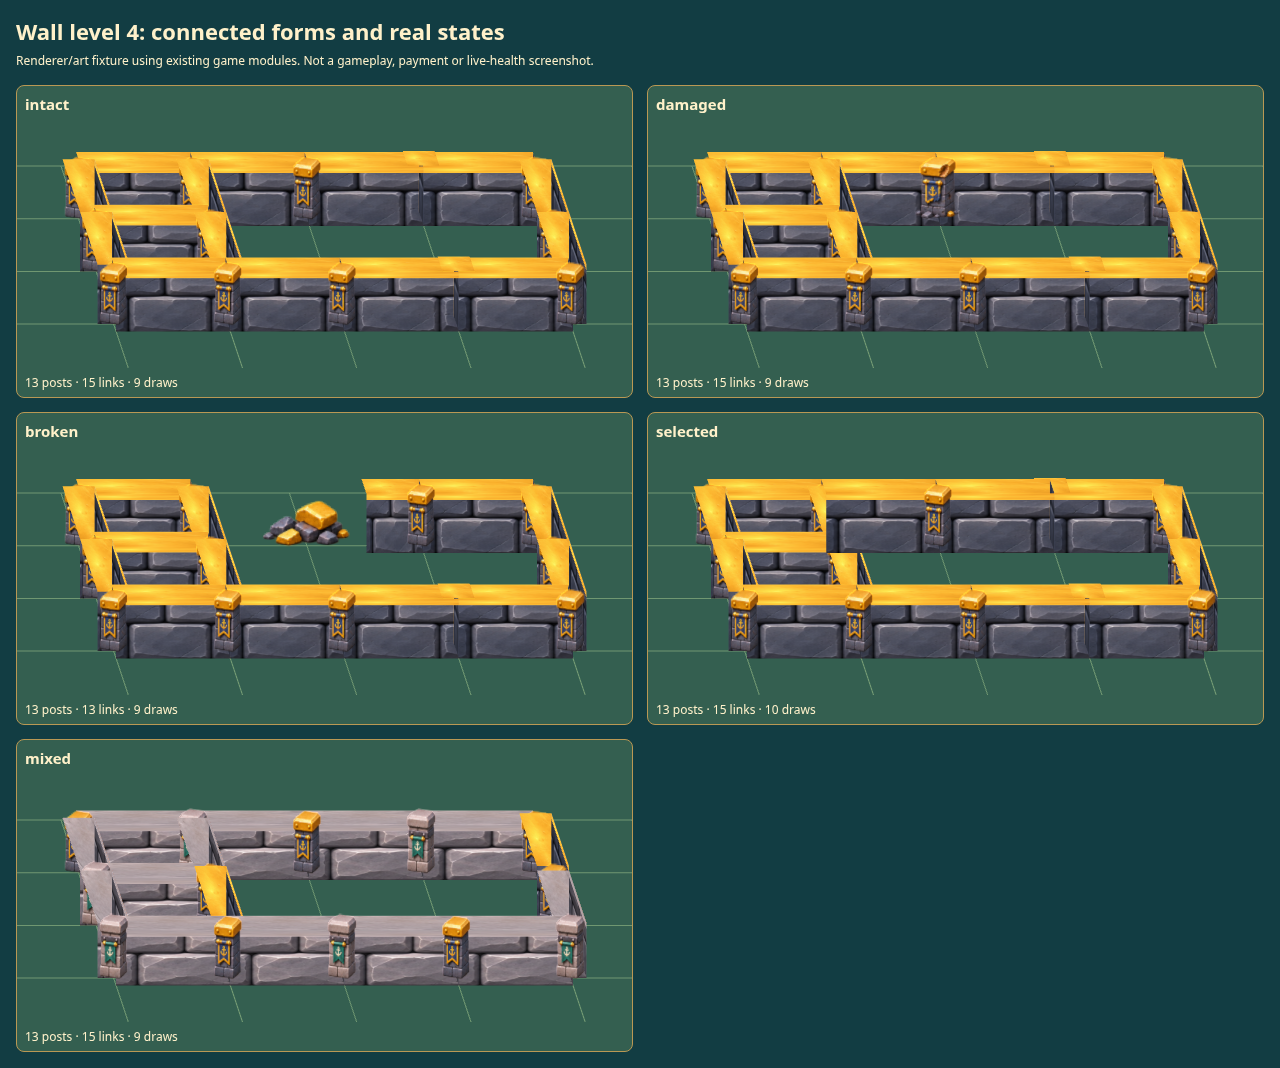 Wall level 4: connected forms and real states
Renderer/art fixture using existing game modules. Not a gameplay, payment or live-health screenshot.
intact
13 posts · 15 links · 9 draws
damaged
13 posts · 15 links · 9 draws
broken
13 posts · 13 links · 9 draws
selected
13 posts · 15 links · 10 draws
mixed
13 posts · 15 links · 9 draws